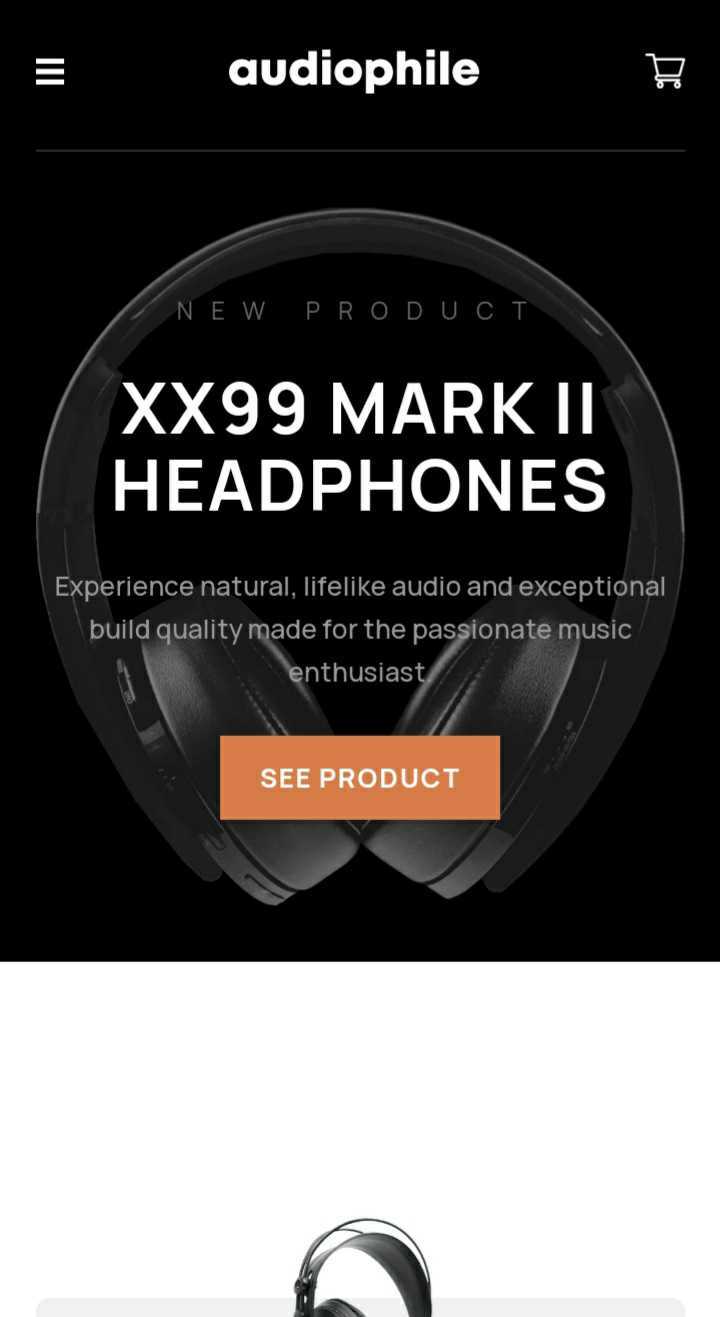 audiophile
NEW PRODUCT
XX99 MARK II
HEADPHONES
Experience natural, lifelike audio and exceptional
build quality made for the passionate music
enthusiast.
SEE PRODUCT